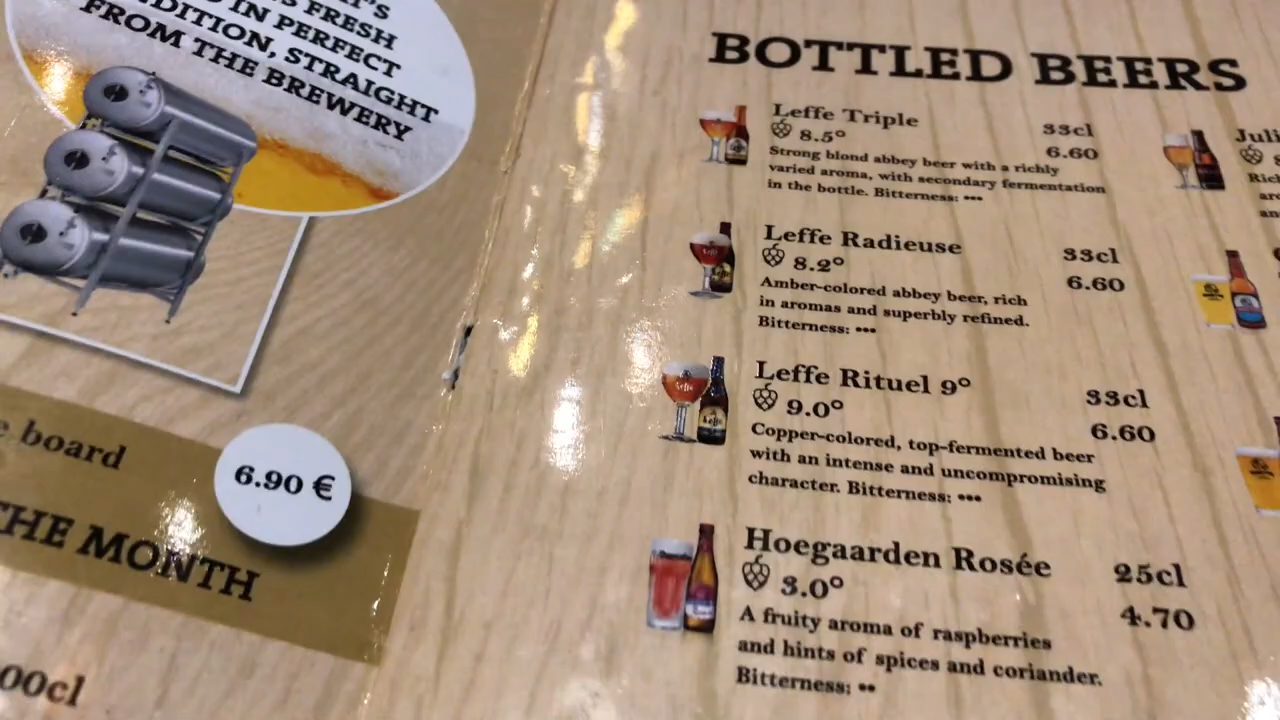 FRESH
IN PERFECT
STRAIGHT
FROM THE BREWERY
board
6.90 €
THE MONTH
00cl
BOTTLED BEERS
Leffe Triple 33cl
8.5° 6.60
Strong blond abbey beer with a richly
varied aroma, with secondary fermentation
in the bottle. Bitterness: •••
Leffe Radieuse 33cl
8.2° 6.60
Amber-colored abbey beer, rich
in aromas and superbly refined.
Bitterness: •••
Leffe Rituel 9° 33cl
9.0° 6.60
Copper-colored, top-fermented beer
with an intense and uncompromising
character. Bitterness: •••
Hoegaarden Rosée 25cl
3.0° 4.70
A fruity aroma of raspberries
and hints of spices and coriander.
Bitterness: ••